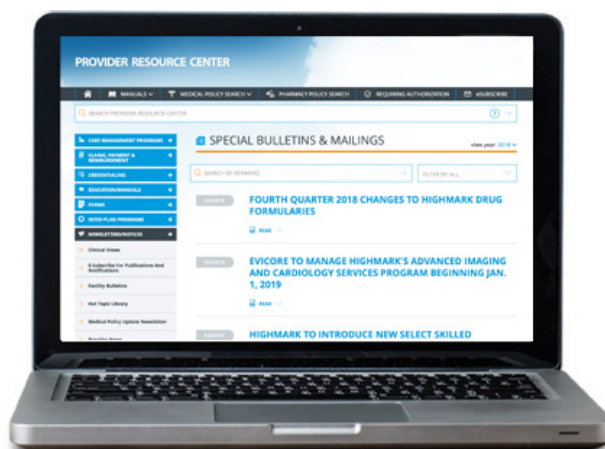 PROVIDER RESOURCE CENTER
MANUALS
MEDICAL POLICY SEARCH
PHARMACY POLICY SEARCH
REQUIRING AUTHORIZATION
eSUBSCRIBE
SEARCH PROVIDER RESOURCE CENTER
CARE MANAGEMENT PROGRAMS
CLAIMS, PAYMENT &
REIMBURSEMENT
CREDENTIALING
EDUCATION/MANUALS
FORMS
INTER-PLAN PROGRAMS
NEWSLETTERS/NOTICES
Clinical Views
E-Subscribe For Publications And
Notifications
Facility Bulletins
Hot Topic Library
Medical Policy Update Newsletter
SPECIAL BULLETINS & MAILINGS
view year: 2018
SEARCH BY KEYWORD
FILTER BY: ALL
FOURTH QUARTER 2018 CHANGES TO HIGHMARK DRUG
FORMULARIES
READ
EVICORE TO MANAGE HIGHMARK'S ADVANCED IMAGING
AND CARDIOLOGY SERVICES PROGRAM BEGINNING JAN.
1, 2019
READ
HIGHMARK TO INTRODUCE NEW SELECT SKILLED